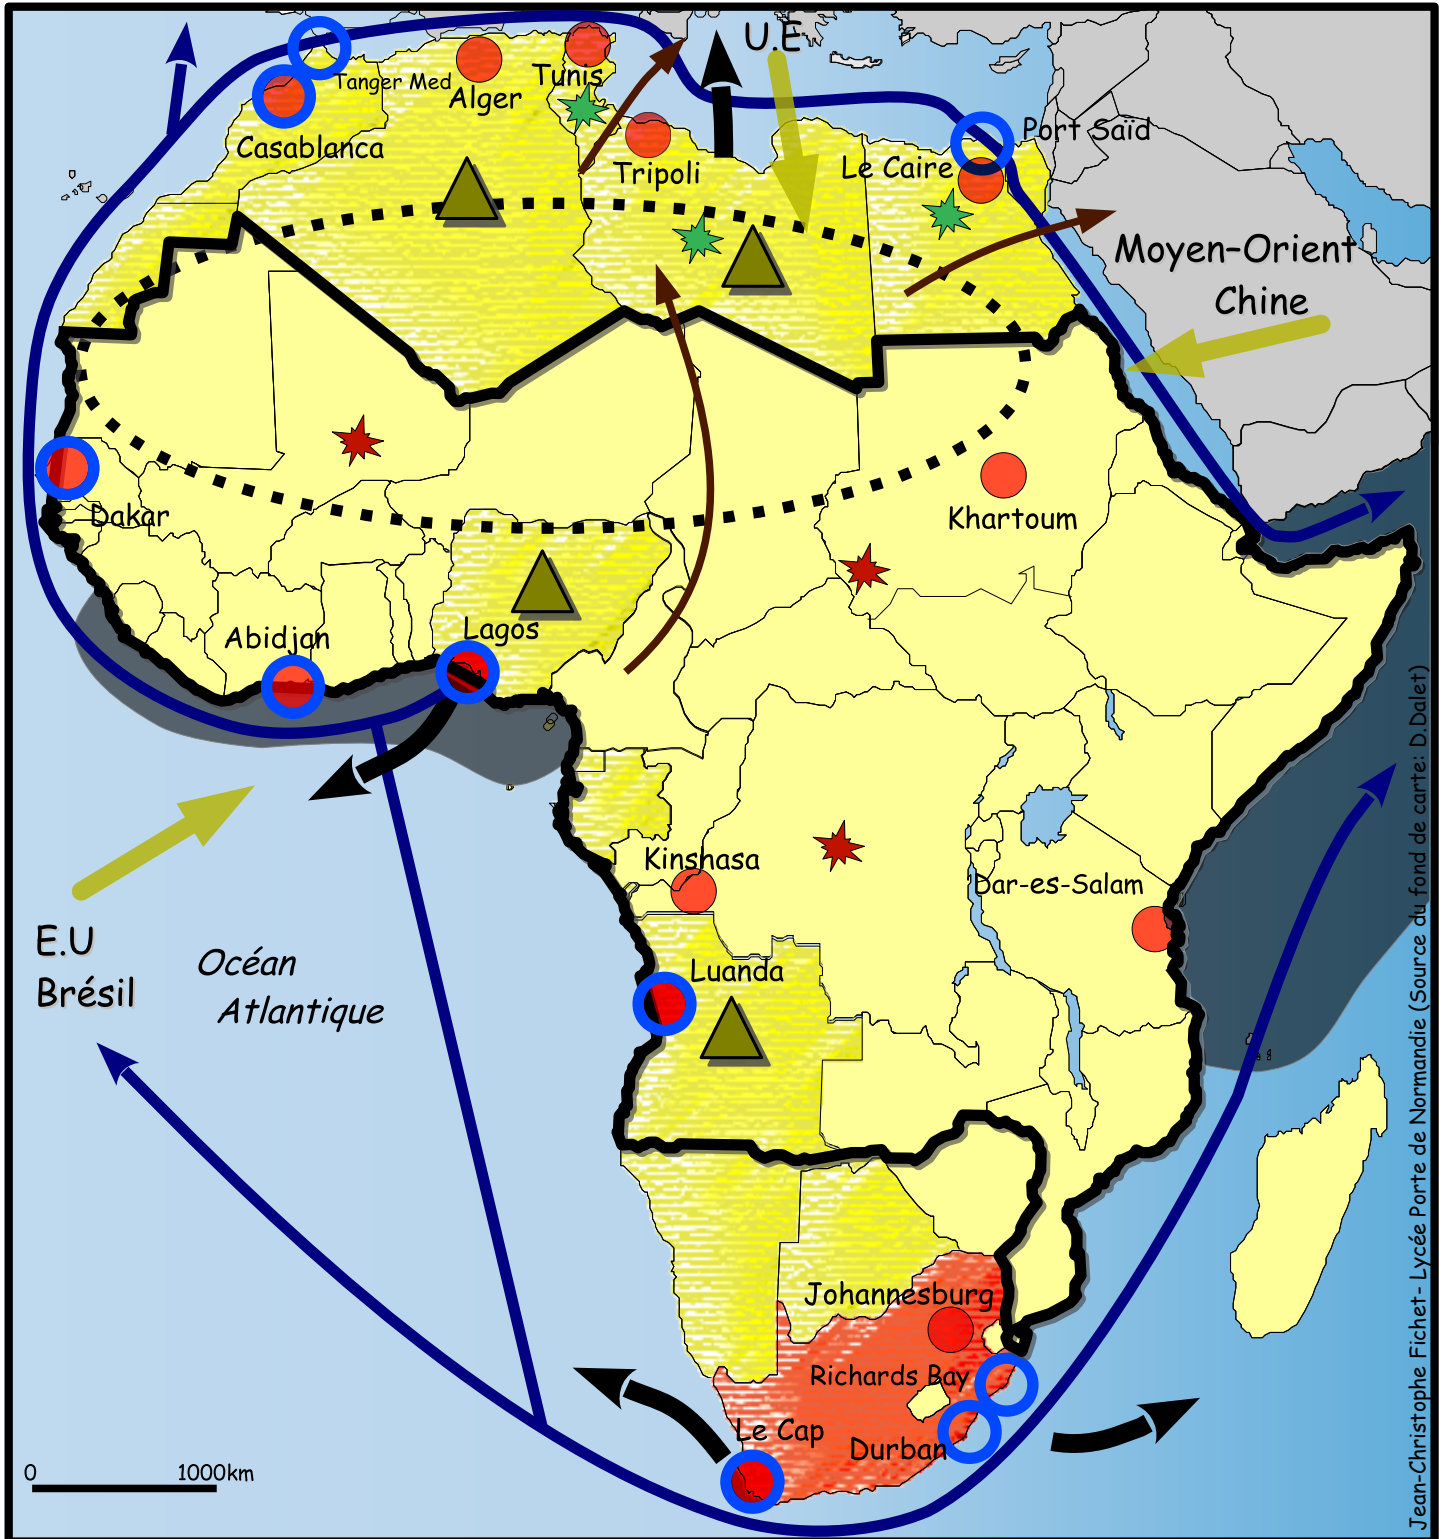 U.E
Tanger Med
Alger
Tunis
Casablanca
Tripoli
Port Saïd
Le Caire
Moyen-Orient
Chine
Dakar
Khartoum
Abidjan
Lagos
Kinshasa
Dar-es-Salam
E.U
Brésil
Océan
Atlantique
Luanda
Johannesburg
Richards Bay
Le Cap
Durban
0 1000km
Jean-Christophe Fichet- Lycée Porte de Normandie (Source du fond de carte: D.Dalet)